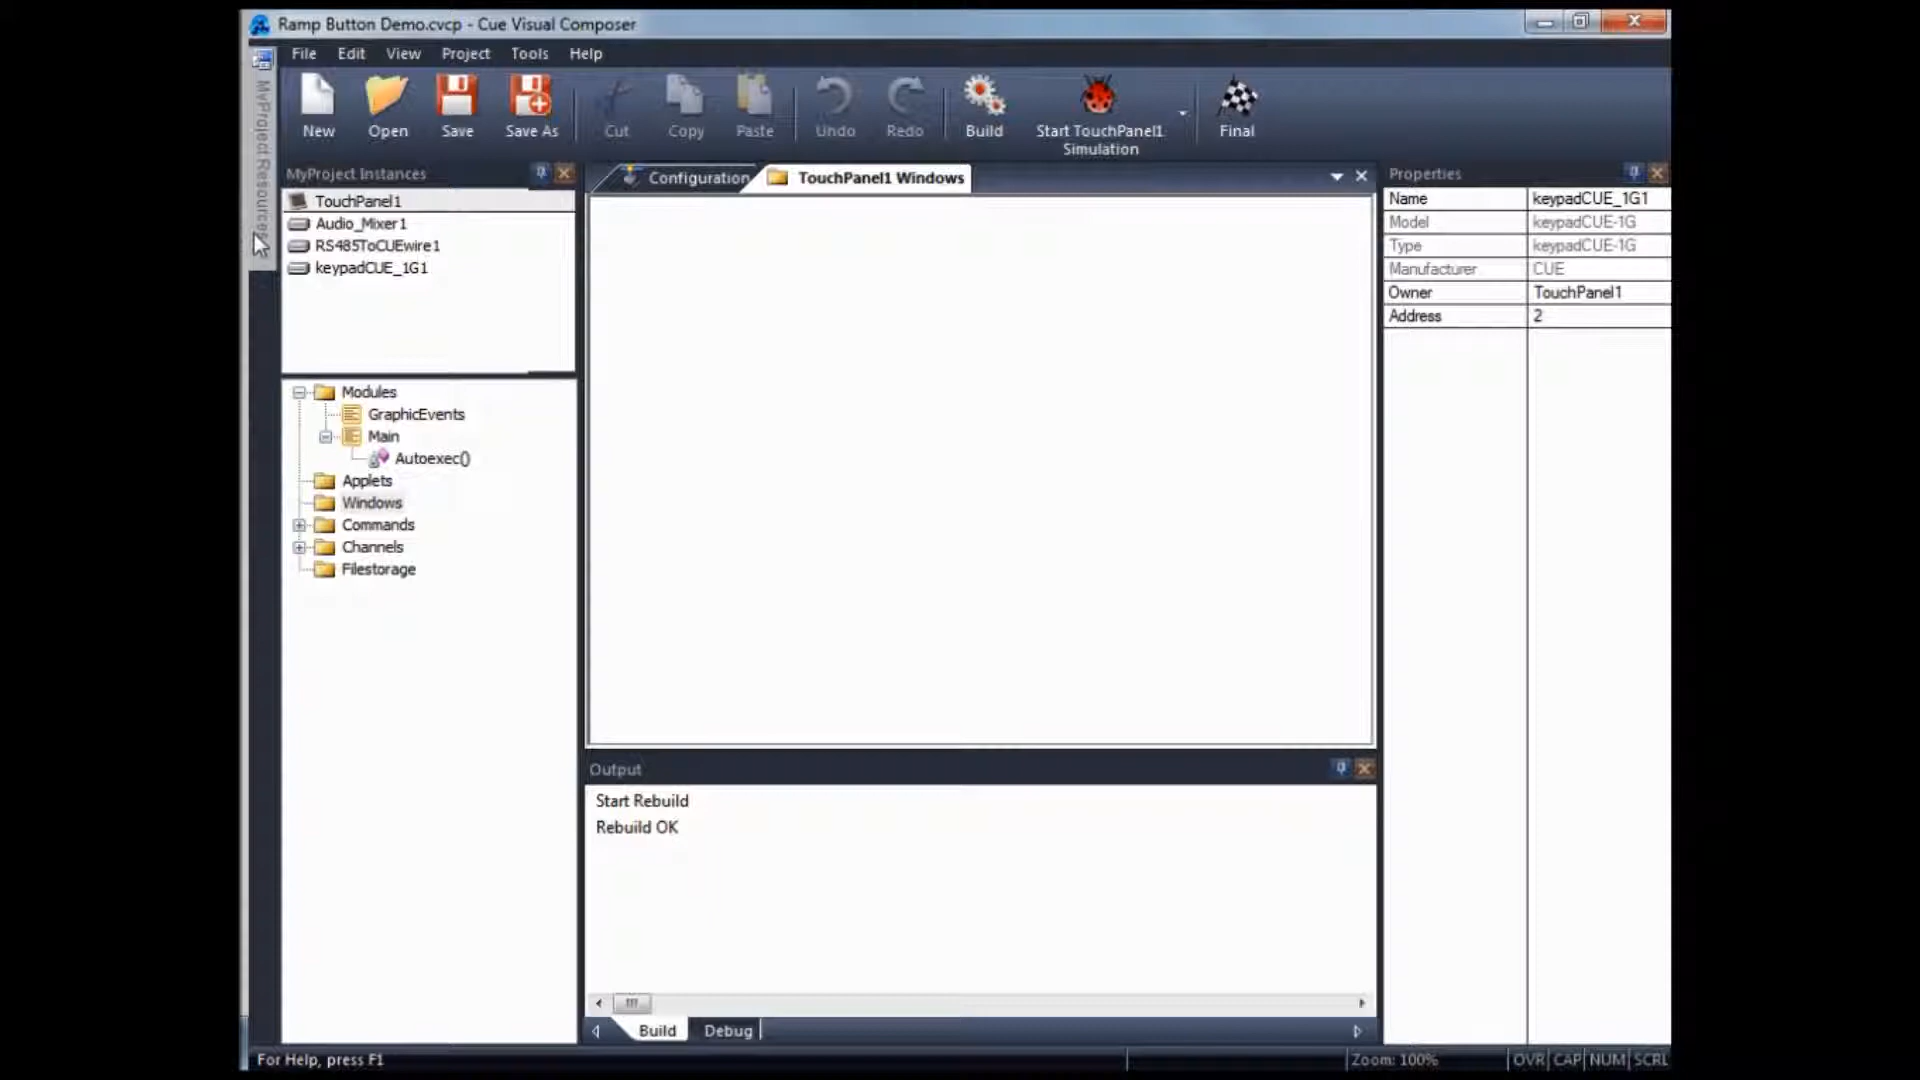 Ramp Button Demo.cvcp - Cue Visual Composer
File Edit View Project Tools Help
New Open Save Save As Cut Copy Paste Undo Redo Build Start TouchPanel1 Simulation Final
MyProject Resources
MyProject Instances
TouchPanel1
Audio_Mixer1
RS485ToCUEwire1
keypadCUE_1G1
Modules
GraphicEvents
Main
Autoexec()
Applets
Windows
Commands
Channels
Filestorage
Configuration TouchPanel1 Windows
Output
Start Rebuild
Rebuild OK
Build Debug
Properties
Name keypadCUE_1G1
Model keypadCUE-1G
Type keypadCUE-1G
Manufacturer CUE
Owner TouchPanel1
Address 2
For Help, press F1
Zoom: 100% OVR CAP NUM SCRL